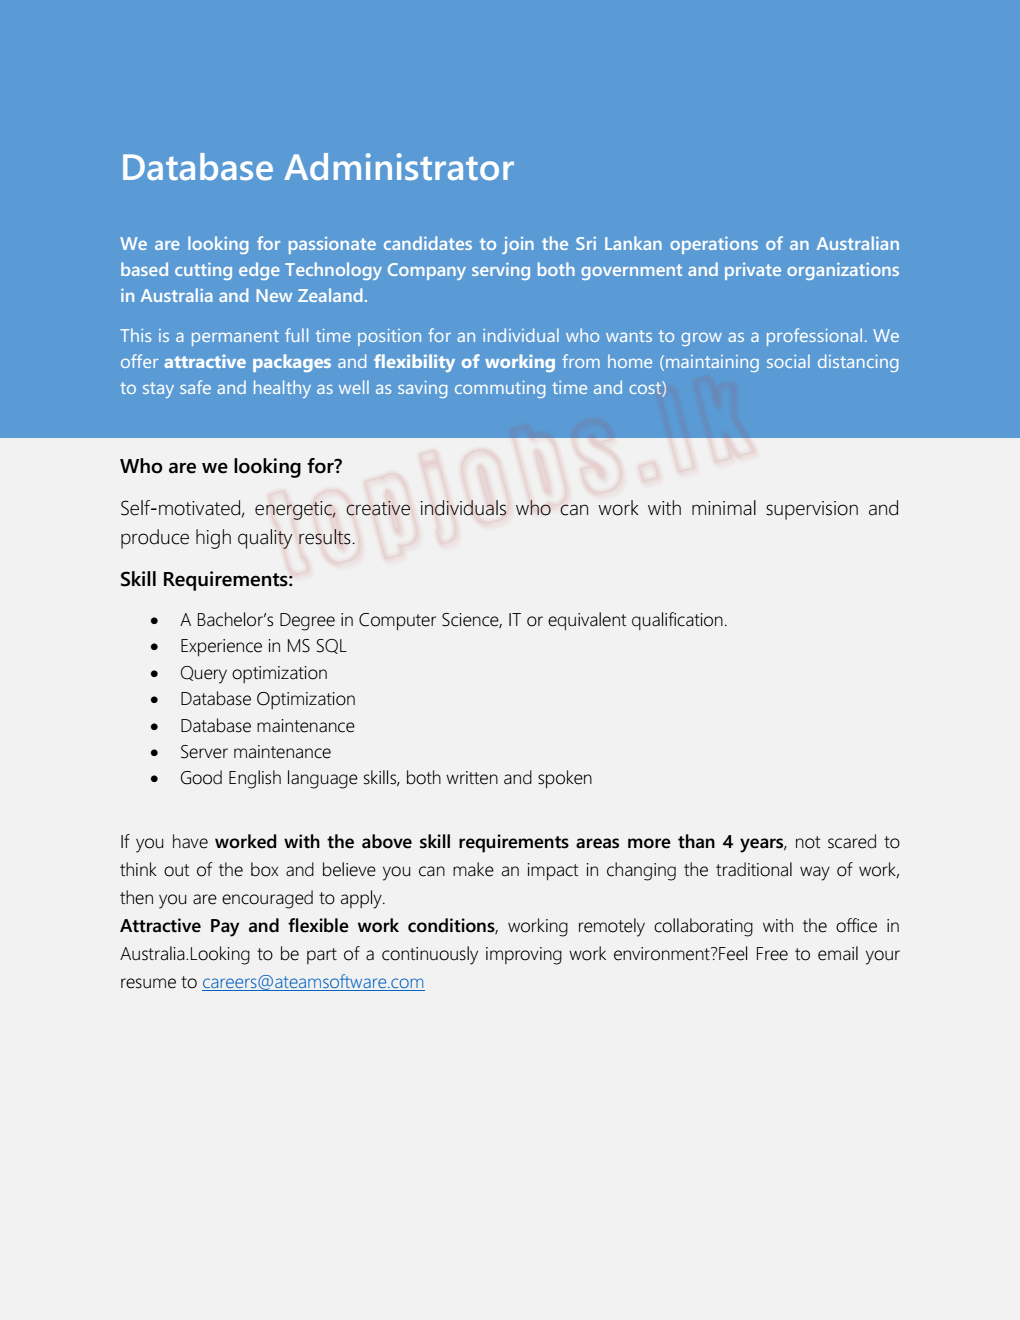 Database Administrator
We are looking for passionate candidates to join the Sri Lankan operations of an Australian
based cutting edge Technology Company serving both government and private organizations
in Australia and New Zealand.
This is a permanent full time position for an individual who wants to grow as a professional. We
offer attractive packages and flexibility of working from home (maintaining social distancing
to stay safe and healthy as well as saving commuting time and cost)
topjobs.lk
Who are we looking for?
Self-motivated, energetic, creative individuals who can work with minimal supervision and
produce high quality results.
Skill Requirements:
• A Bachelor’s Degree in Computer Science, IT or equivalent qualification.
• Experience in MS SQL
• Query optimization
• Database Optimization
• Database maintenance
• Server maintenance
• Good English language skills, both written and spoken
If you have worked with the above skill requirements areas more than 4 years, not scared to
think out of the box and believe you can make an impact in changing the traditional way of work,
then you are encouraged to apply.
Attractive Pay and flexible work conditions, working remotely collaborating with the office in
Australia.Looking to be part of a continuously improving work environment?Feel Free to email your
resume to careers@ateamsoftware.com